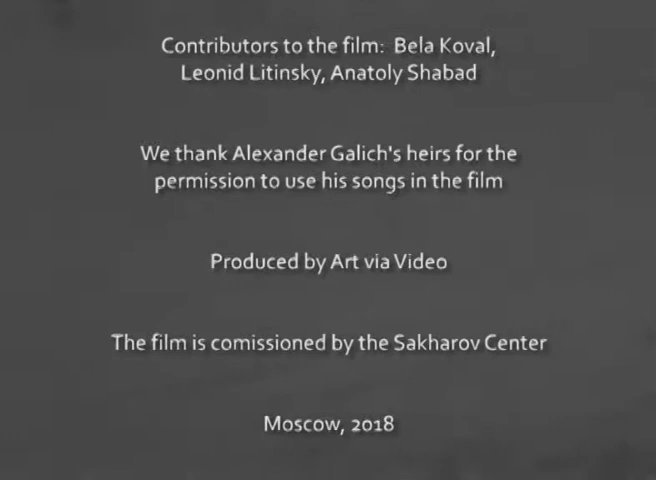 Contributors to the film: Bela Koval,
Leonid Litinsky, Anatoly Shabad
We thank Alexander Galich's heirs for the
permission to use his songs in the film
Produced by Art via Video
The film is comissioned by the Sakharov Center
Moscow, 2018